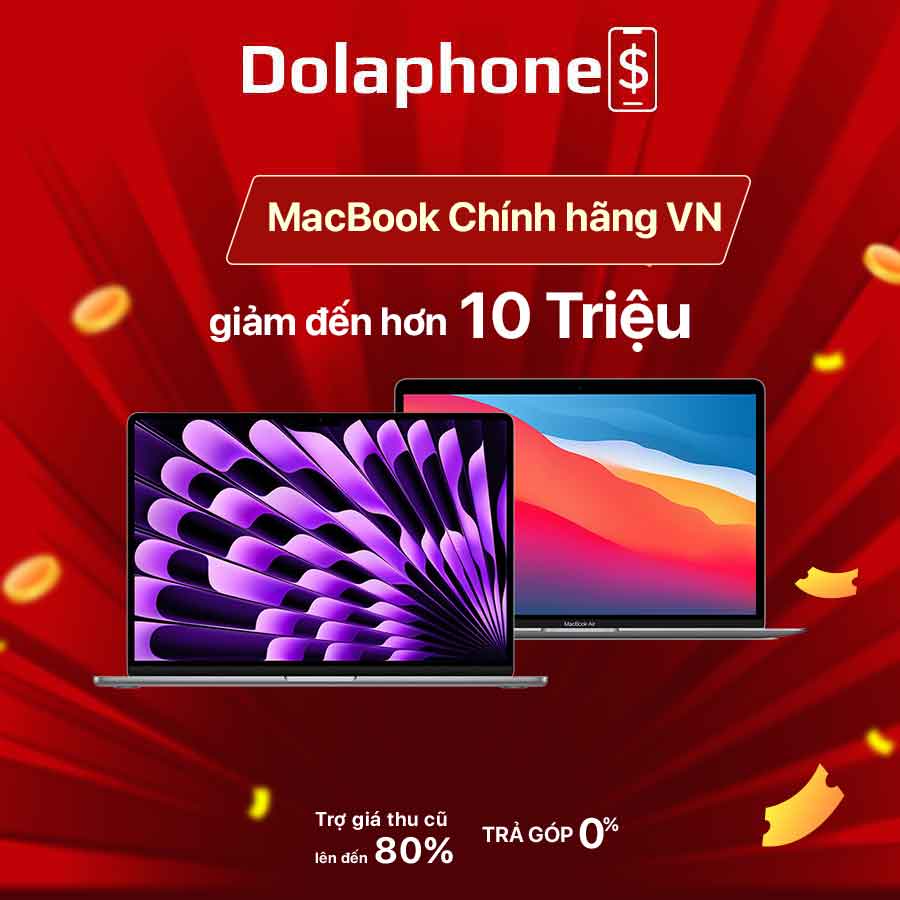 Dolaphone $
MacBook Chính hãng VN
giảm đến hơn 10 Triệu
MacBook Air
Trợ giá thu cũ
lên đến 80%
TRẢ GÓP 0%